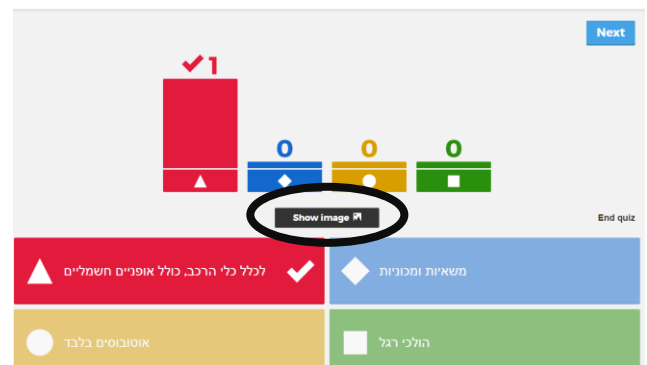 Next
1
0
0
0
Show image
End quiz
לכלל כלי הרכב, כולל אופניים חשמליים
משאיות ומכוניות
אוטובוסים בלבד
הולכי רגל